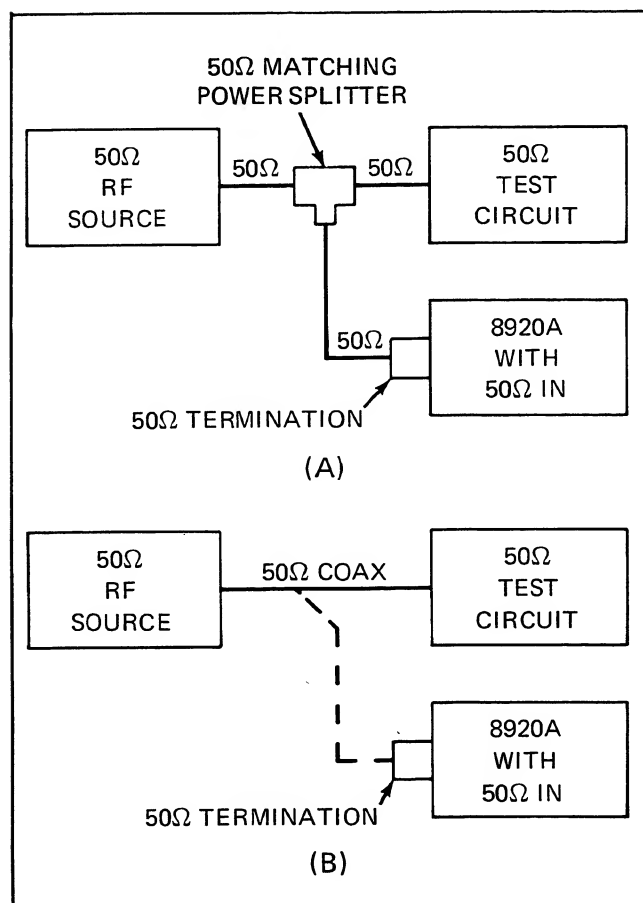 50Ω MATCHING
POWER SPLITTER
50Ω
RF
SOURCE
50Ω
50Ω
50Ω
TEST
CIRCUIT
50Ω
8920A
WITH
50Ω IN
50Ω TERMINATION
(A)
50Ω
RF
SOURCE
50Ω COAX
50Ω
TEST
CIRCUIT
8920A
WITH
50Ω IN
50Ω TERMINATION
(B)